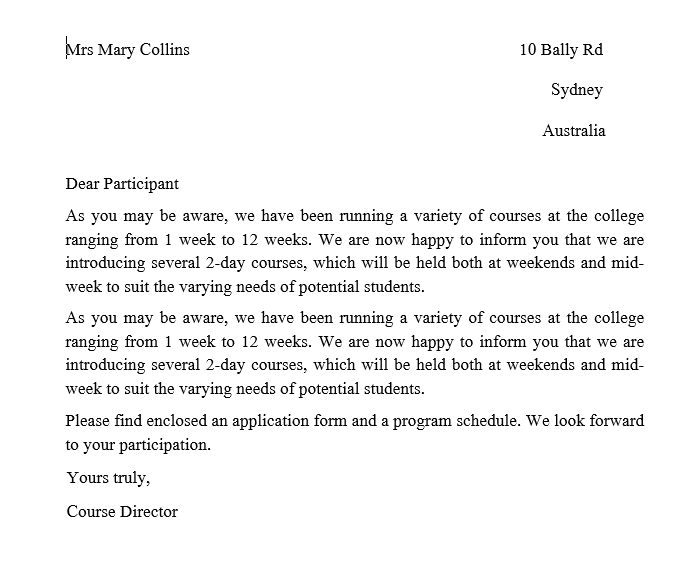 Mrs Mary Collins 10 Bally Rd
Sydney
Australia
Dear Participant
As you may be aware, we have been running a variety of courses at the college
ranging from 1 week to 12 weeks. We are now happy to inform you that we are
introducing several 2-day courses, which will be held both at weekends and mid-
week to suit the varying needs of potential students.
As you may be aware, we have been running a variety of courses at the college
ranging from 1 week to 12 weeks. We are now happy to inform you that we are
introducing several 2-day courses, which will be held both at weekends and mid-
week to suit the varying needs of potential students.
Please find enclosed an application form and a program schedule. We look forward
to your participation.
Yours truly,
Course Director